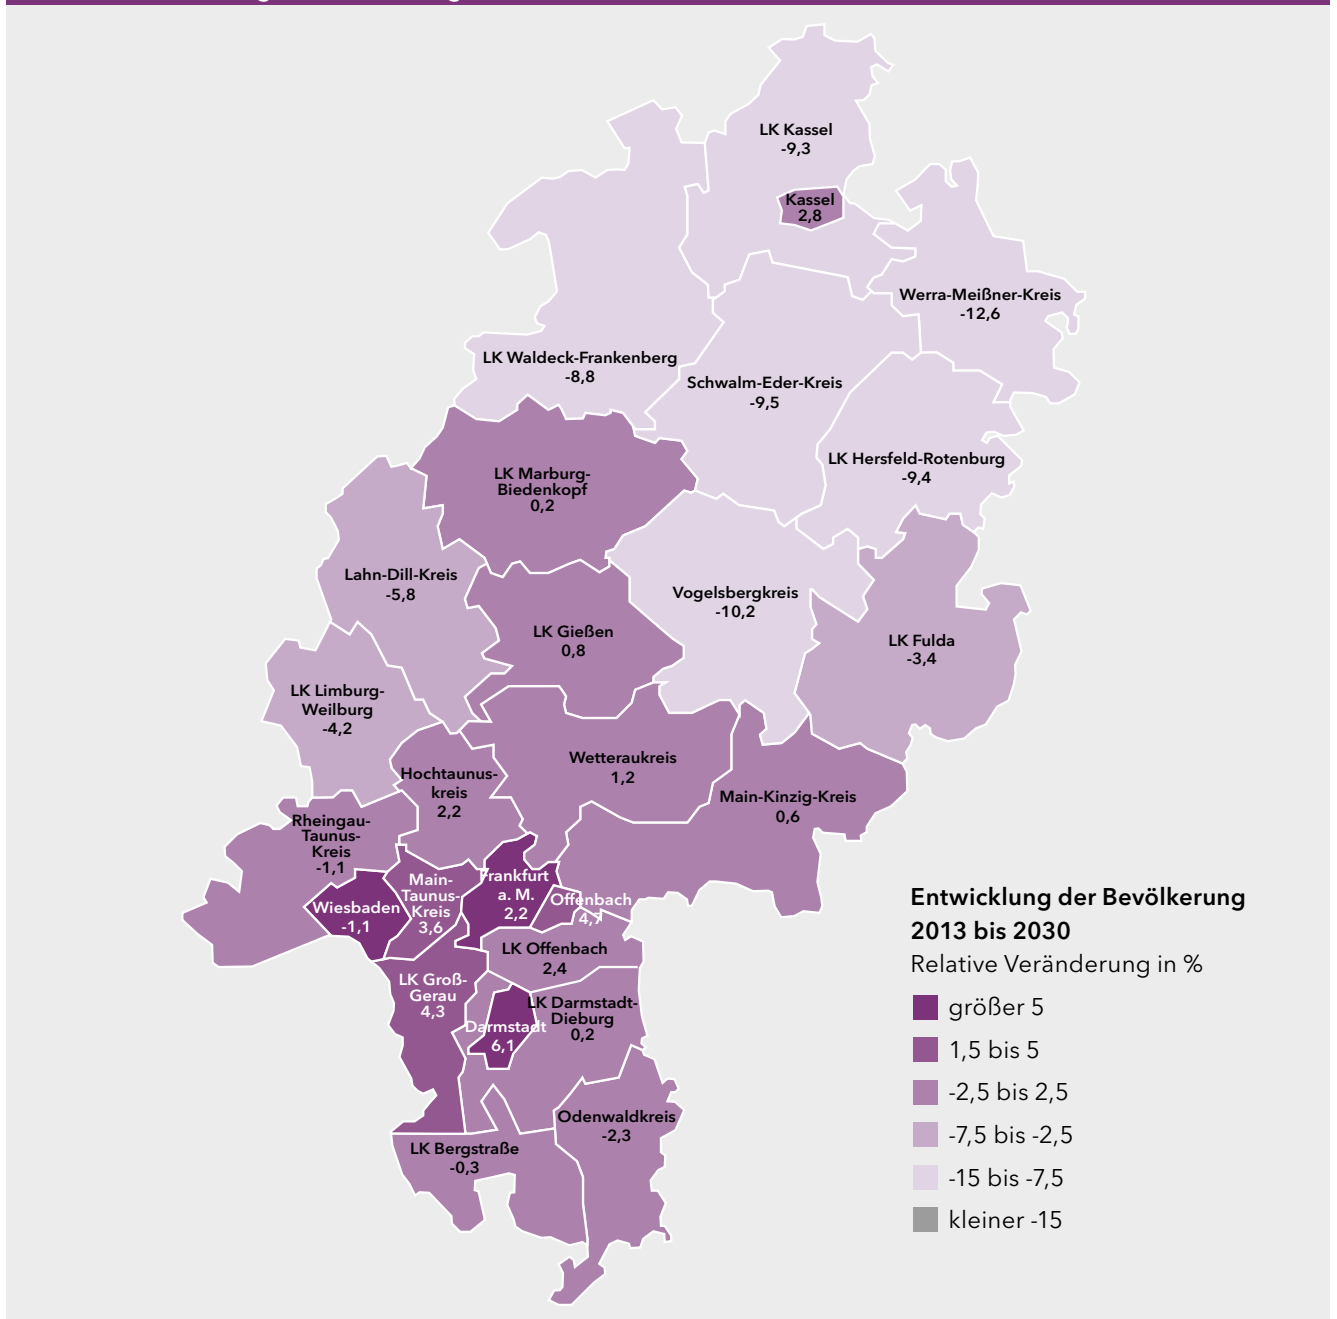 LK Kassel
-9,3
Kassel
2,8
Werra-Meißner-Kreis
-12,6
LK Waldeck-Frankenberg
-8,8
Schwalm-Eder-Kreis
-9,5
LK Hersfeld-Rotenburg
-9,4
LK Marburg-
Biedenkopf
0,2
Lahn-Dill-Kreis
-5,8
Vogelsbergkreis
-10,2
LK Gießen
0,8
LK Fulda
-3,4
LK Limburg-
Weilburg
-4,2
Wetteraukreis
1,2
Hochtaunus-
kreis
2,2
Main-Kinzig-Kreis
0,6
Rheingau-
Taunus-
Kreis
-1,1
Wiesbaden
-1,1
Main-
Taunus-
Kreis
3,6
Frankfurt
a. M.
2,2
Offenbach
4,7
LK Offenbach
2,4
LK Groß-
Gerau
4,3
Darmstadt
6,1
LK Darmstadt-
Dieburg
0,2
Odenwaldkreis
-2,3
LK Bergstraße
-0,3
Entwicklung der Bevölkerung
2013 bis 2030
Relative Veränderung in %
größer 5
1,5 bis 5
-2,5 bis 2,5
-7,5 bis -2,5
-15 bis -7,5
kleiner -15